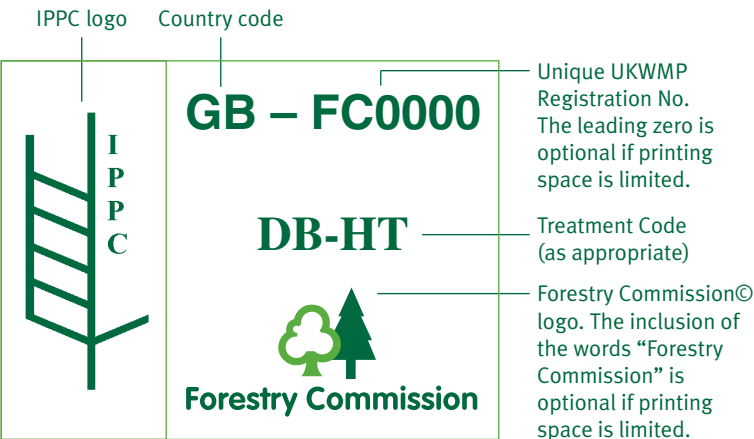 IPPC logo
Country code
I
P
P
C
GB – FC0000
DB-HT
Forestry Commission
Unique UKWMP
Registration No.
The leading zero is
optional if printing
space is limited.
Treatment Code
(as appropriate)
Forestry Commission©
logo. The inclusion of
the words “Forestry
Commission” is
optional if printing
space is limited.